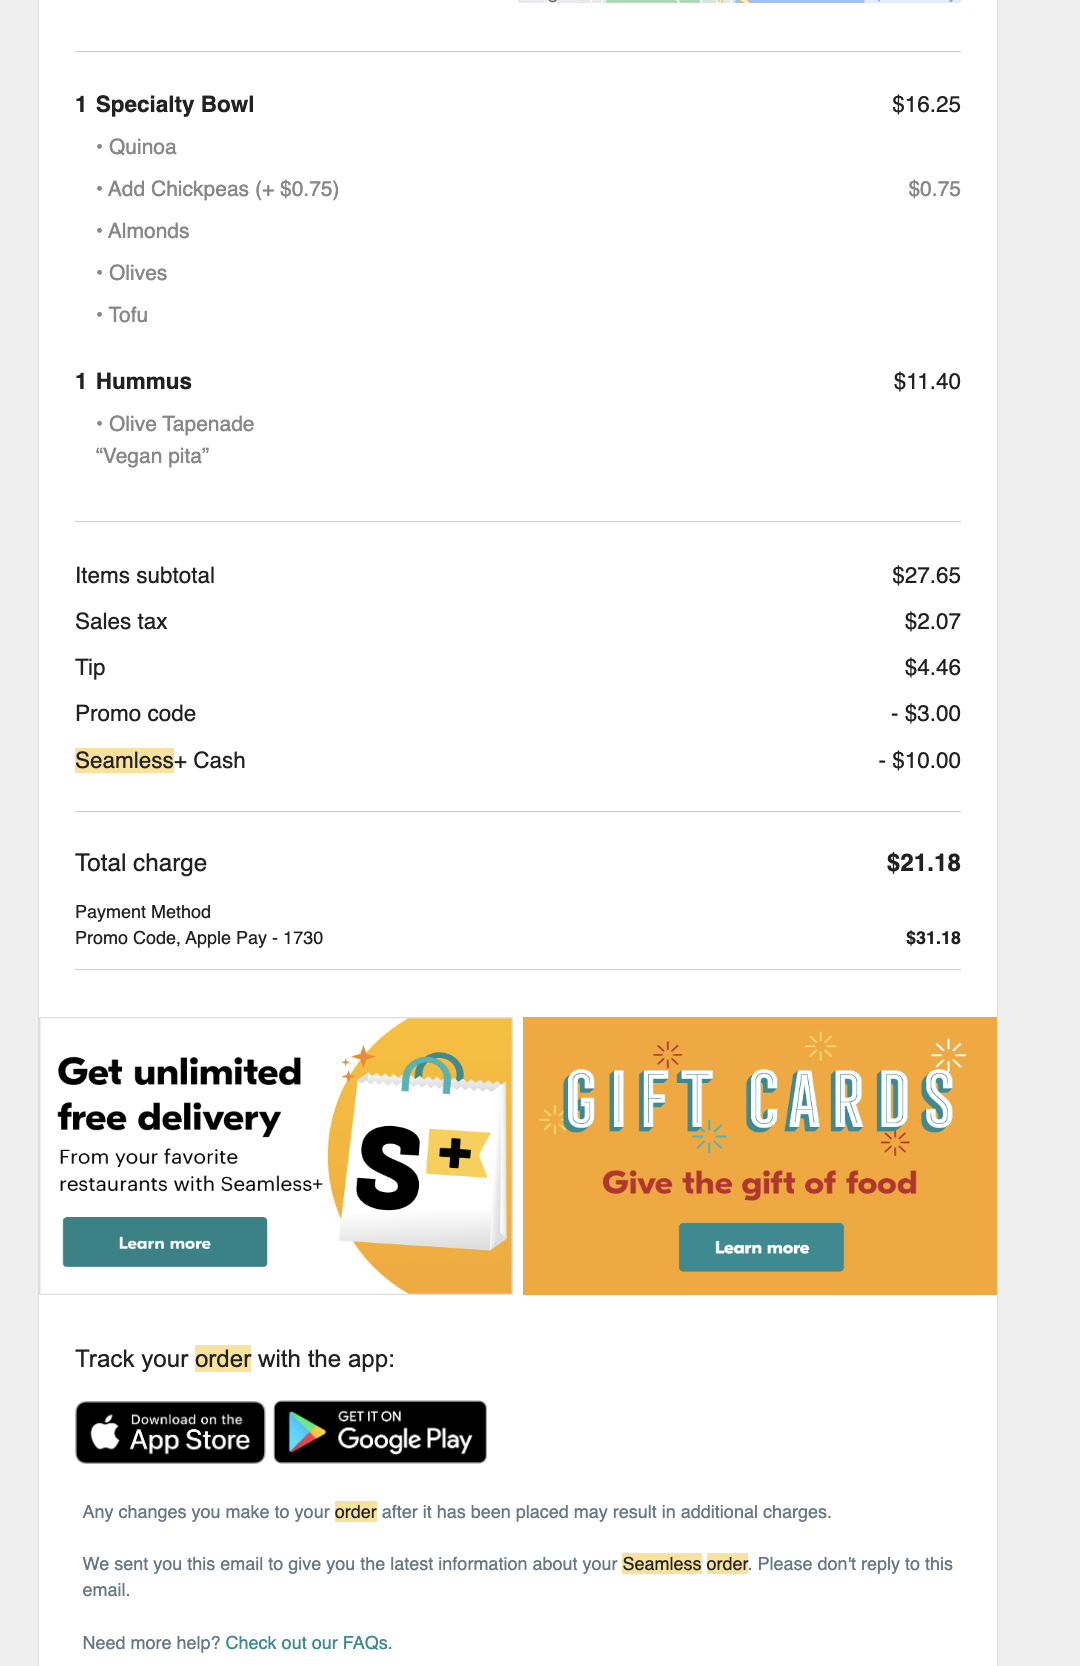 1 Specialty Bowl $16.25
• Quinoa
• Add Chickpeas (+ $0.75) $0.75
• Almonds
• Olives
• Tofu
1 Hummus $11.40
• Olive Tapenade
“Vegan pita”
Items subtotal $27.65
Sales tax $2.07
Tip $4.46
Promo code - $3.00
Seamless+ Cash - $10.00
Total charge $21.18
Payment Method
Promo Code, Apple Pay - 1730 $31.18
Get unlimited
free delivery
From your favorite
restaurants with Seamless+
Learn more
S+
GIFT CARDS
Give the gift of food
Learn more
Track your order with the app:
Download on the
App Store
GET IT ON
Google Play
Any changes you make to your order after it has been placed may result in additional charges.
We sent you this email to give you the latest information about your Seamless order. Please don't reply to this
email.
Need more help? Check out our FAQs.